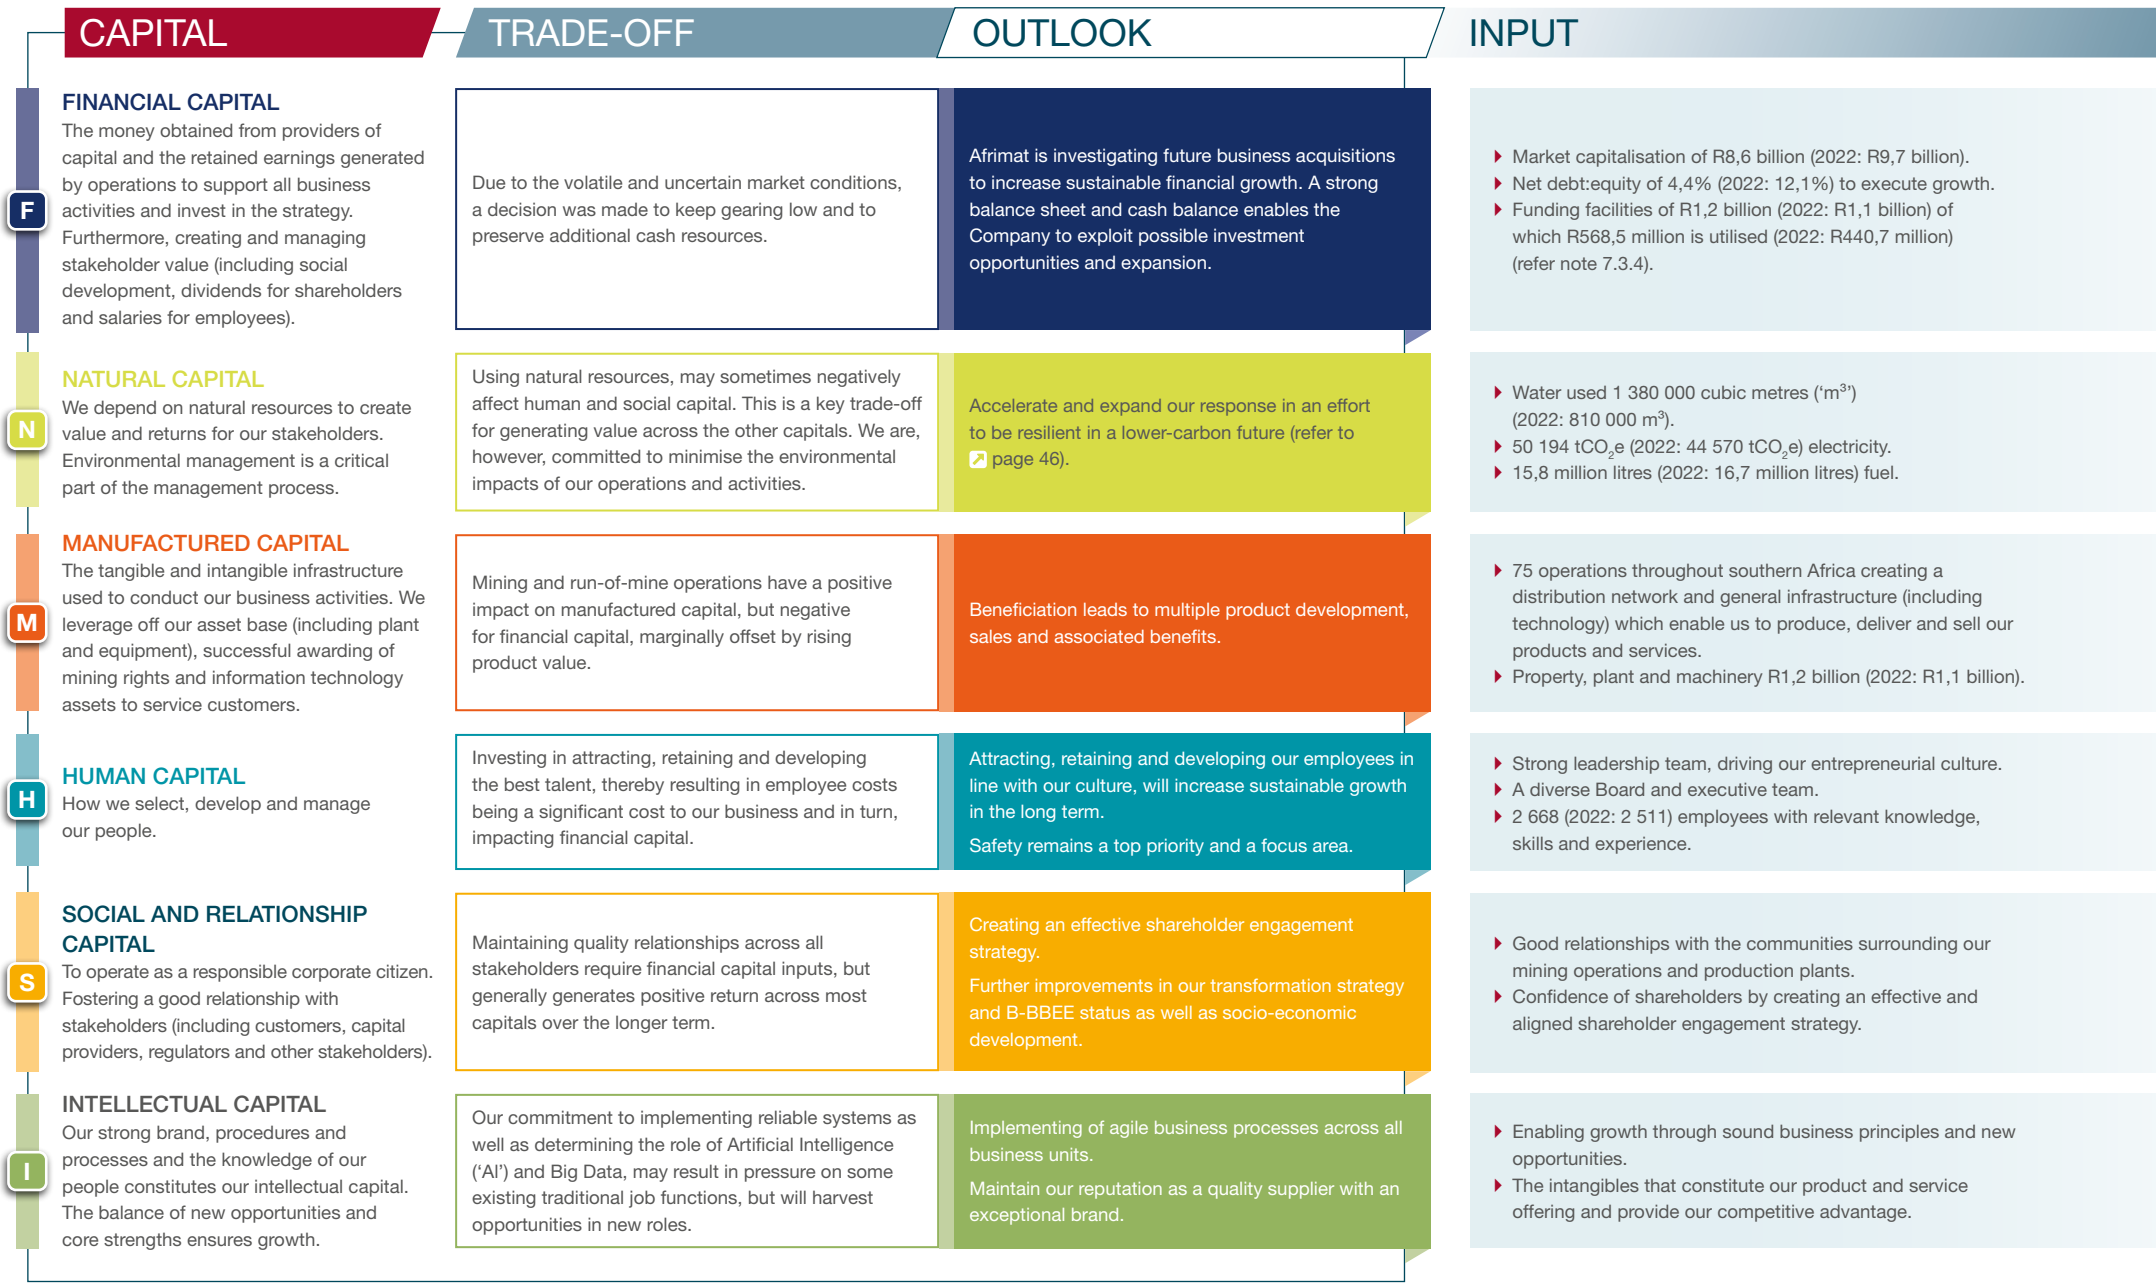 CAPITAL
TRADE-OFF
OUTLOOK
INPUT
F
FINANCIAL CAPITAL
The money obtained from providers of
capital and the retained earnings generated
by operations to support all business
activities and invest in the strategy.
Furthermore, creating and managing
stakeholder value (including social
development, dividends for shareholders
and salaries for employees).
Due to the volatile and uncertain market conditions,
a decision was made to keep gearing low and to
preserve additional cash resources.
Afrimat is investigating future business acquisitions
to increase sustainable financial growth. A strong
balance sheet and cash balance enables the
Company to exploit possible investment
opportunities and expansion.
Market capitalisation of R8,6 billion (2022: R9,7 billion).
Net debt:equity of 4,4% (2022: 12,1%) to execute growth.
Funding facilities of R1,2 billion (2022: R1,1 billion) of
which R568,5 million is utilised (2022: R440,7 million)
(refer note 7.3.4).
N
NATURAL CAPITAL
We depend on natural resources to create
value and returns for our stakeholders.
Environmental management is a critical
part of the management process.
Using natural resources, may sometimes negatively
affect human and social capital. This is a key trade-off
for generating value across the other capitals. We are,
however, committed to minimise the environmental
impacts of our operations and activities.
Accelerate and expand our response in an effort
to be resilient in a lower-carbon future (refer to
page 46).
Water used 1 380 000 cubic metres (‘m³’)
(2022: 810 000 m³).
50 194 tCO₂e (2022: 44 570 tCO₂e) electricity.
15,8 million litres (2022: 16,7 million litres) fuel.
M
MANUFACTURED CAPITAL
The tangible and intangible infrastructure
used to conduct our business activities. We
leverage off our asset base (including plant
and equipment), successful awarding of
mining rights and information technology
assets to service customers.
Mining and run-of-mine operations have a positive
impact on manufactured capital, but negative
for financial capital, marginally offset by rising
product value.
Beneficiation leads to multiple product development,
sales and associated benefits.
75 operations throughout southern Africa creating a
distribution network and general infrastructure (including
technology) which enable us to produce, deliver and sell our
products and services.
Property, plant and machinery R1,2 billion (2022: R1,1 billion).
H
HUMAN CAPITAL
How we select, develop and manage
our people.
Investing in attracting, retaining and developing
the best talent, thereby resulting in employee costs
being a significant cost to our business and in turn,
impacting financial capital.
Attracting, retaining and developing our employees in
line with our culture, will increase sustainable growth
in the long term.
Safety remains a top priority and a focus area.
Strong leadership team, driving our entrepreneurial culture.
A diverse Board and executive team.
2 668 (2022: 2 511) employees with relevant knowledge,
skills and experience.
S
SOCIAL AND RELATIONSHIP
CAPITAL
To operate as a responsible corporate citizen.
Fostering a good relationship with
stakeholders (including customers, capital
providers, regulators and other stakeholders).
Maintaining quality relationships across all
stakeholders require financial capital inputs, but
generally generates positive return across most
capitals over the longer term.
Creating an effective shareholder engagement
strategy.
Further improvements in our transformation strategy
and B-BBEE status as well as socio-economic
development.
Good relationships with the communities surrounding our
mining operations and production plants.
Confidence of shareholders by creating an effective and
aligned shareholder engagement strategy.
I
INTELLECTUAL CAPITAL
Our strong brand, procedures and
processes and the knowledge of our
people constitutes our intellectual capital.
The balance of new opportunities and
core strengths ensures growth.
Our commitment to implementing reliable systems as
well as determining the role of Artificial Intelligence
(‘AI’) and Big Data, may result in pressure on some
existing traditional job functions, but will harvest
opportunities in new roles.
Implementing of agile business processes across all
business units.
Maintain our reputation as a quality supplier with an
exceptional brand.
Enabling growth through sound business principles and new
opportunities.
The intangibles that constitute our product and service
offering and provide our competitive advantage.